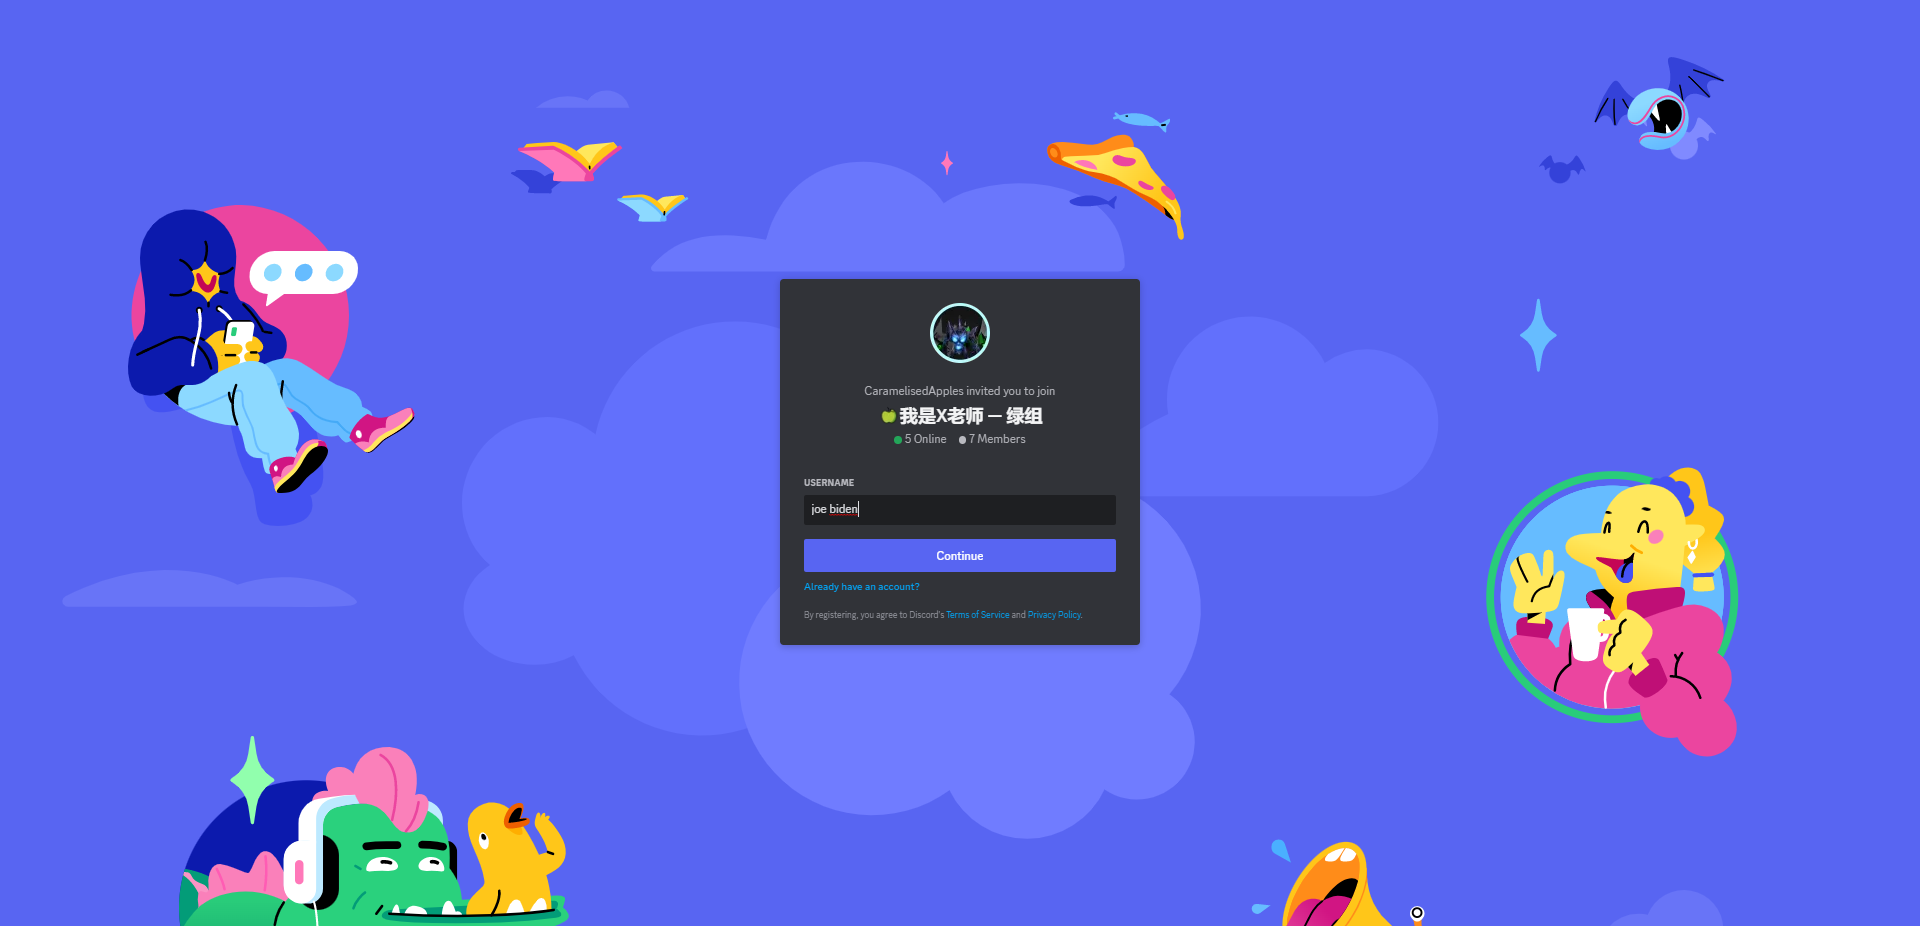 CaramelisedApples invited you to join
🍏我是X老师 — 绿组
5 Online 7 Members
USERNAME
joe biden
Continue
Already have an account?
By registering, you agree to Discord's Terms of Service and Privacy Policy.